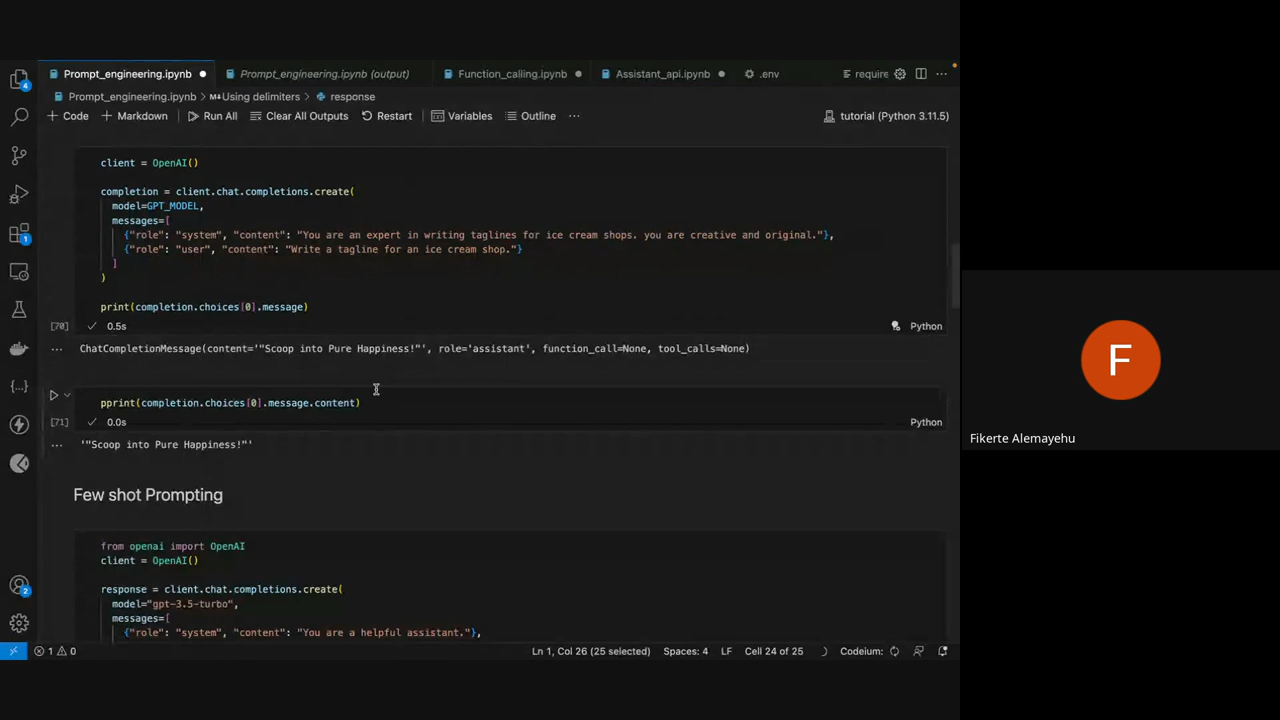 Prompt_engineering.ipynb
Prompt_engineering.ipynb (output)
Function_calling.ipynb
Assistant_api.ipynb
.env
require
Prompt_engineering.ipynb > Using delimiters > response
+ Code + Markdown Run All Clear All Outputs Restart Variables Outline ...
tutorial (Python 3.11.5)
client = OpenAI()
completion = client.chat.completions.create(
model=GPT_MODEL,
messages=[
{"role": "system", "content": "You are an expert in writing taglines for ice cream shops. you are creative and original."},
{"role": "user", "content": "Write a tagline for an ice cream shop."}
]
)
print(completion.choices[0].message)
[70] 0.5s Python
ChatCompletionMessage(content='"Scoop into Pure Happiness!"', role='assistant', function_call=None, tool_calls=None)
pprint(completion.choices[0].message.content)
[71] 0.0s Python
'"Scoop into Pure Happiness!"'
Few shot Prompting
from openai import OpenAI
client = OpenAI()
response = client.chat.completions.create(
model="gpt-3.5-turbo",
messages=[
{"role": "system", "content": "You are a helpful assistant."},
1 0
Ln 1, Col 26 (25 selected) Spaces: 4 LF Cell 24 of 25 Codeium:
4
1
2
F
Fikerte Alemayehu